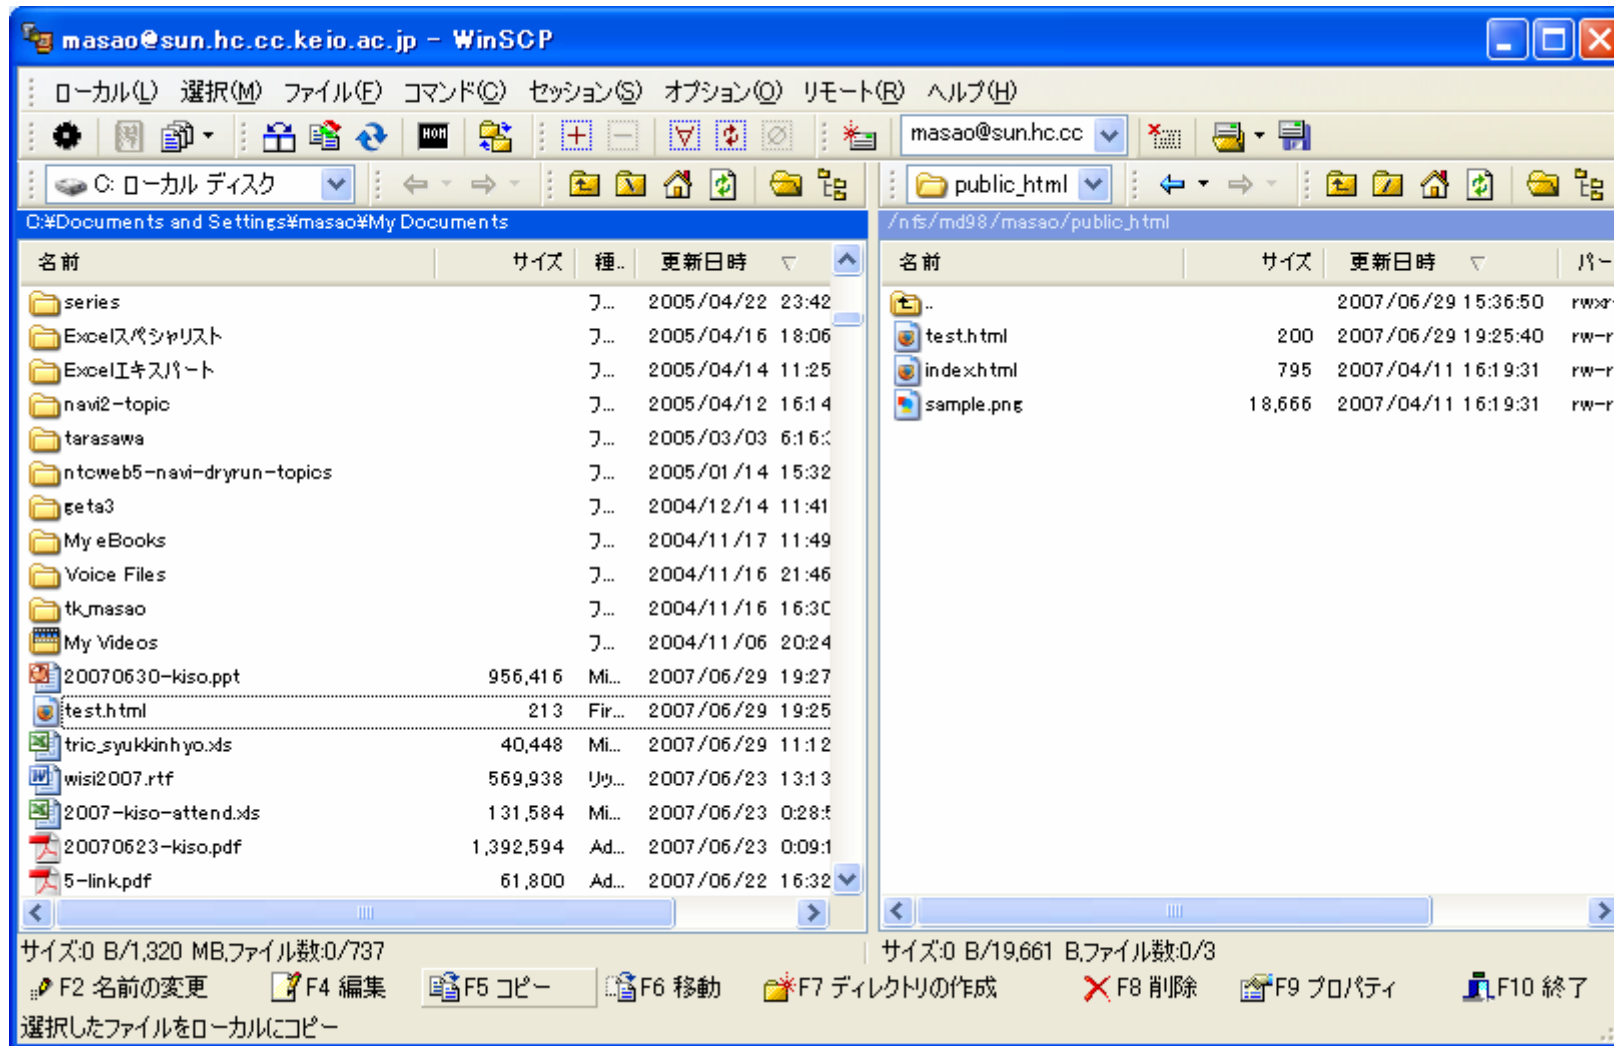 masao@sun.hc.cc.keio.ac.jp - WinSCP
ローカル(L) 選択(M) ファイル(F) コマンド(C) セッション(S) オプション(O) リモート(R) ヘルプ(H)
masao@sun.hc.cc
C: ローカル ディスク public_html
C:¥Documents and Settings¥masao¥My Documents /nfs/md98/masao/public_html
名前 サイズ 種.. 更新日時 名前 サイズ 更新日時 パー
series フ... 2005/04/22 23:42 .. 2007/06/29 15:36:50 rwxr-
Excelスペシャリスト フ... 2005/04/16 18:06 test.html 200 2007/06/29 19:25:40 rw-r
Excelエキスパート フ... 2005/04/14 11:25 index.html 795 2007/04/11 16:19:31 rw-r
navi2-topic フ... 2005/04/12 16:14 sample.png 18,666 2007/04/11 16:19:31 rw-r
tarasawa フ... 2005/03/03 6:16:
ntcweb5-navi-dryrun-topics フ... 2005/01/14 15:32
geta3 フ... 2004/12/14 11:41
My eBooks フ... 2004/11/17 11:49
Voice Files フ... 2004/11/16 21:46
tk_masao フ... 2004/11/16 16:30
My Videos フ... 2004/11/06 20:24
20070630-kiso.ppt 956,416 Mi... 2007/06/29 19:27
test.html 213 Fir... 2007/06/29 19:25
tric_syukkinhyo.xls 40,448 Mi... 2007/06/29 11:12
wisi2007.rtf 569,938 リッ... 2007/06/23 13:13
2007-kiso-attend.xls 131,584 Mi... 2007/06/23 0:28:
20070623-kiso.pdf 1,392,594 Ad... 2007/06/23 0:09:1
5-link.pdf 61,800 Ad... 2007/06/22 16:32
サイズ:0 B/1,320 MB,ファイル数:0/737 サイズ:0 B/19,661 B,ファイル数:0/3
F2 名前の変更 F4 編集 F5 コピー F6 移動 F7 ディレクトリの作成 F8 削除 F9 プロパティ F10 終了
選択したファイルをローカルにコピー